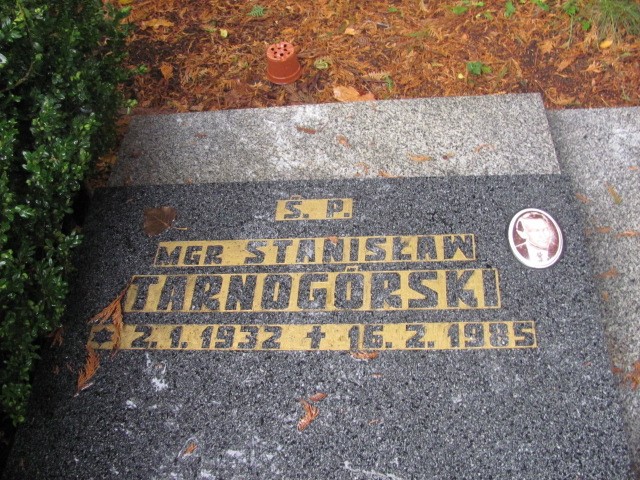 Ś. P.
MGR STANISŁAW
TARNOGÓRSKI
* 2. 1. 1932 ✝ 16. 2. 1985